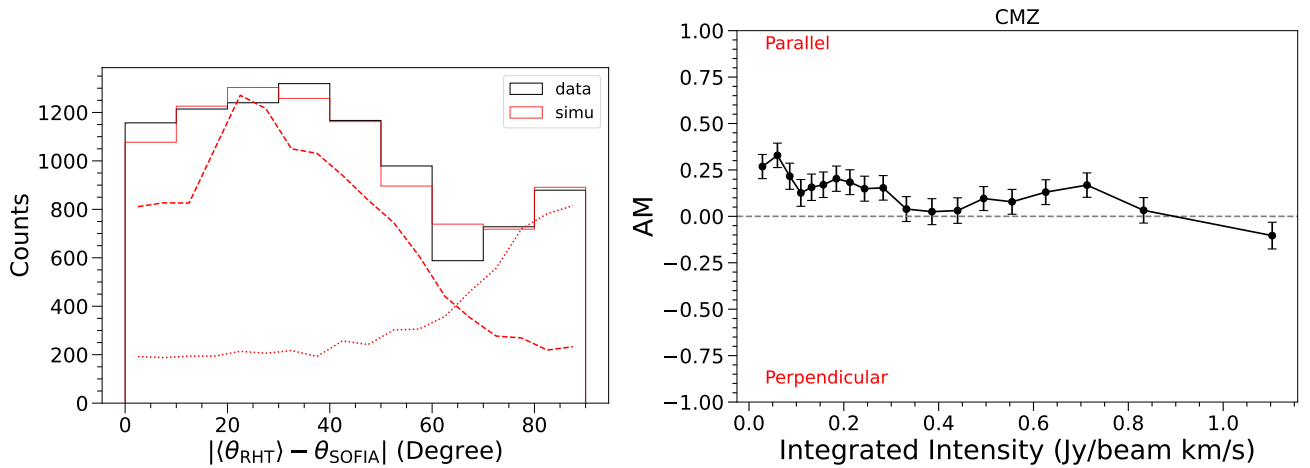 data
simu
1200
1000
800
600
400
200
0
Counts
0 20 40 60 80
|⟨θRHT⟩ − θSOFIA| (Degree)
CMZ
Parallel
1.00
0.75
0.50
0.25
0.00
−0.25
−0.50
−0.75
−1.00
AM
Perpendicular
0.0 0.2 0.4 0.6 0.8 1.0
Integrated Intensity (Jy/beam km/s)